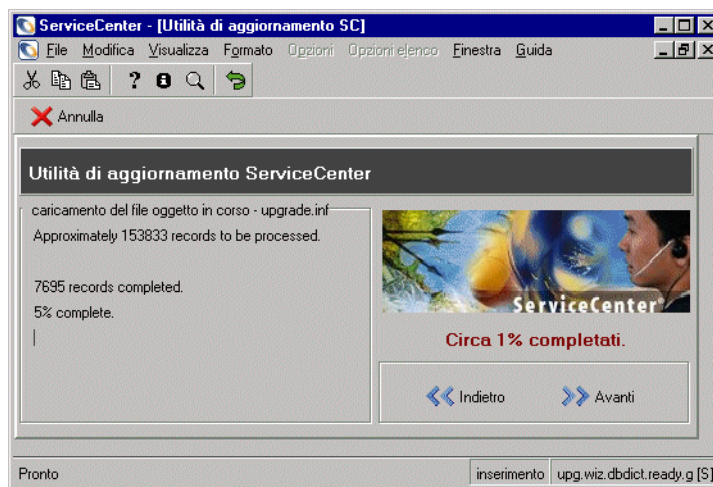 ServiceCenter - [Utilità di aggiornamento SC]
File Modifica Visualizza Formato Opzioni Opzioni elenco Finestra Guida
Annulla
Utilità di aggiornamento ServiceCenter
caricamento del file oggetto in corso - upgrade.inf
Approximately 153833 records to be processed.
7695 records completed.
5% complete.
ServiceCenter®
Circa 1% completati.
Indietro Avanti
Pronto inserimento upg.wiz.dbdict.ready.g [S]